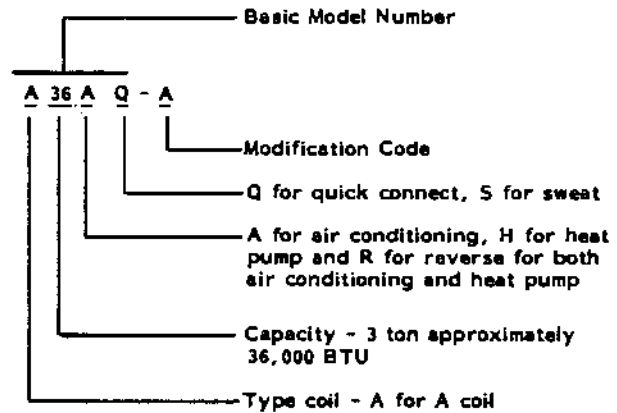 Basic Model Number
A 36 A Q - A
Modification Code
Q for quick connect, S for sweat
A for air conditioning, H for heat
pump and R for reverse for both
air conditioning and heat pump
Capacity - 3 ton approximately
36,000 BTU
Type coil - A for A coil